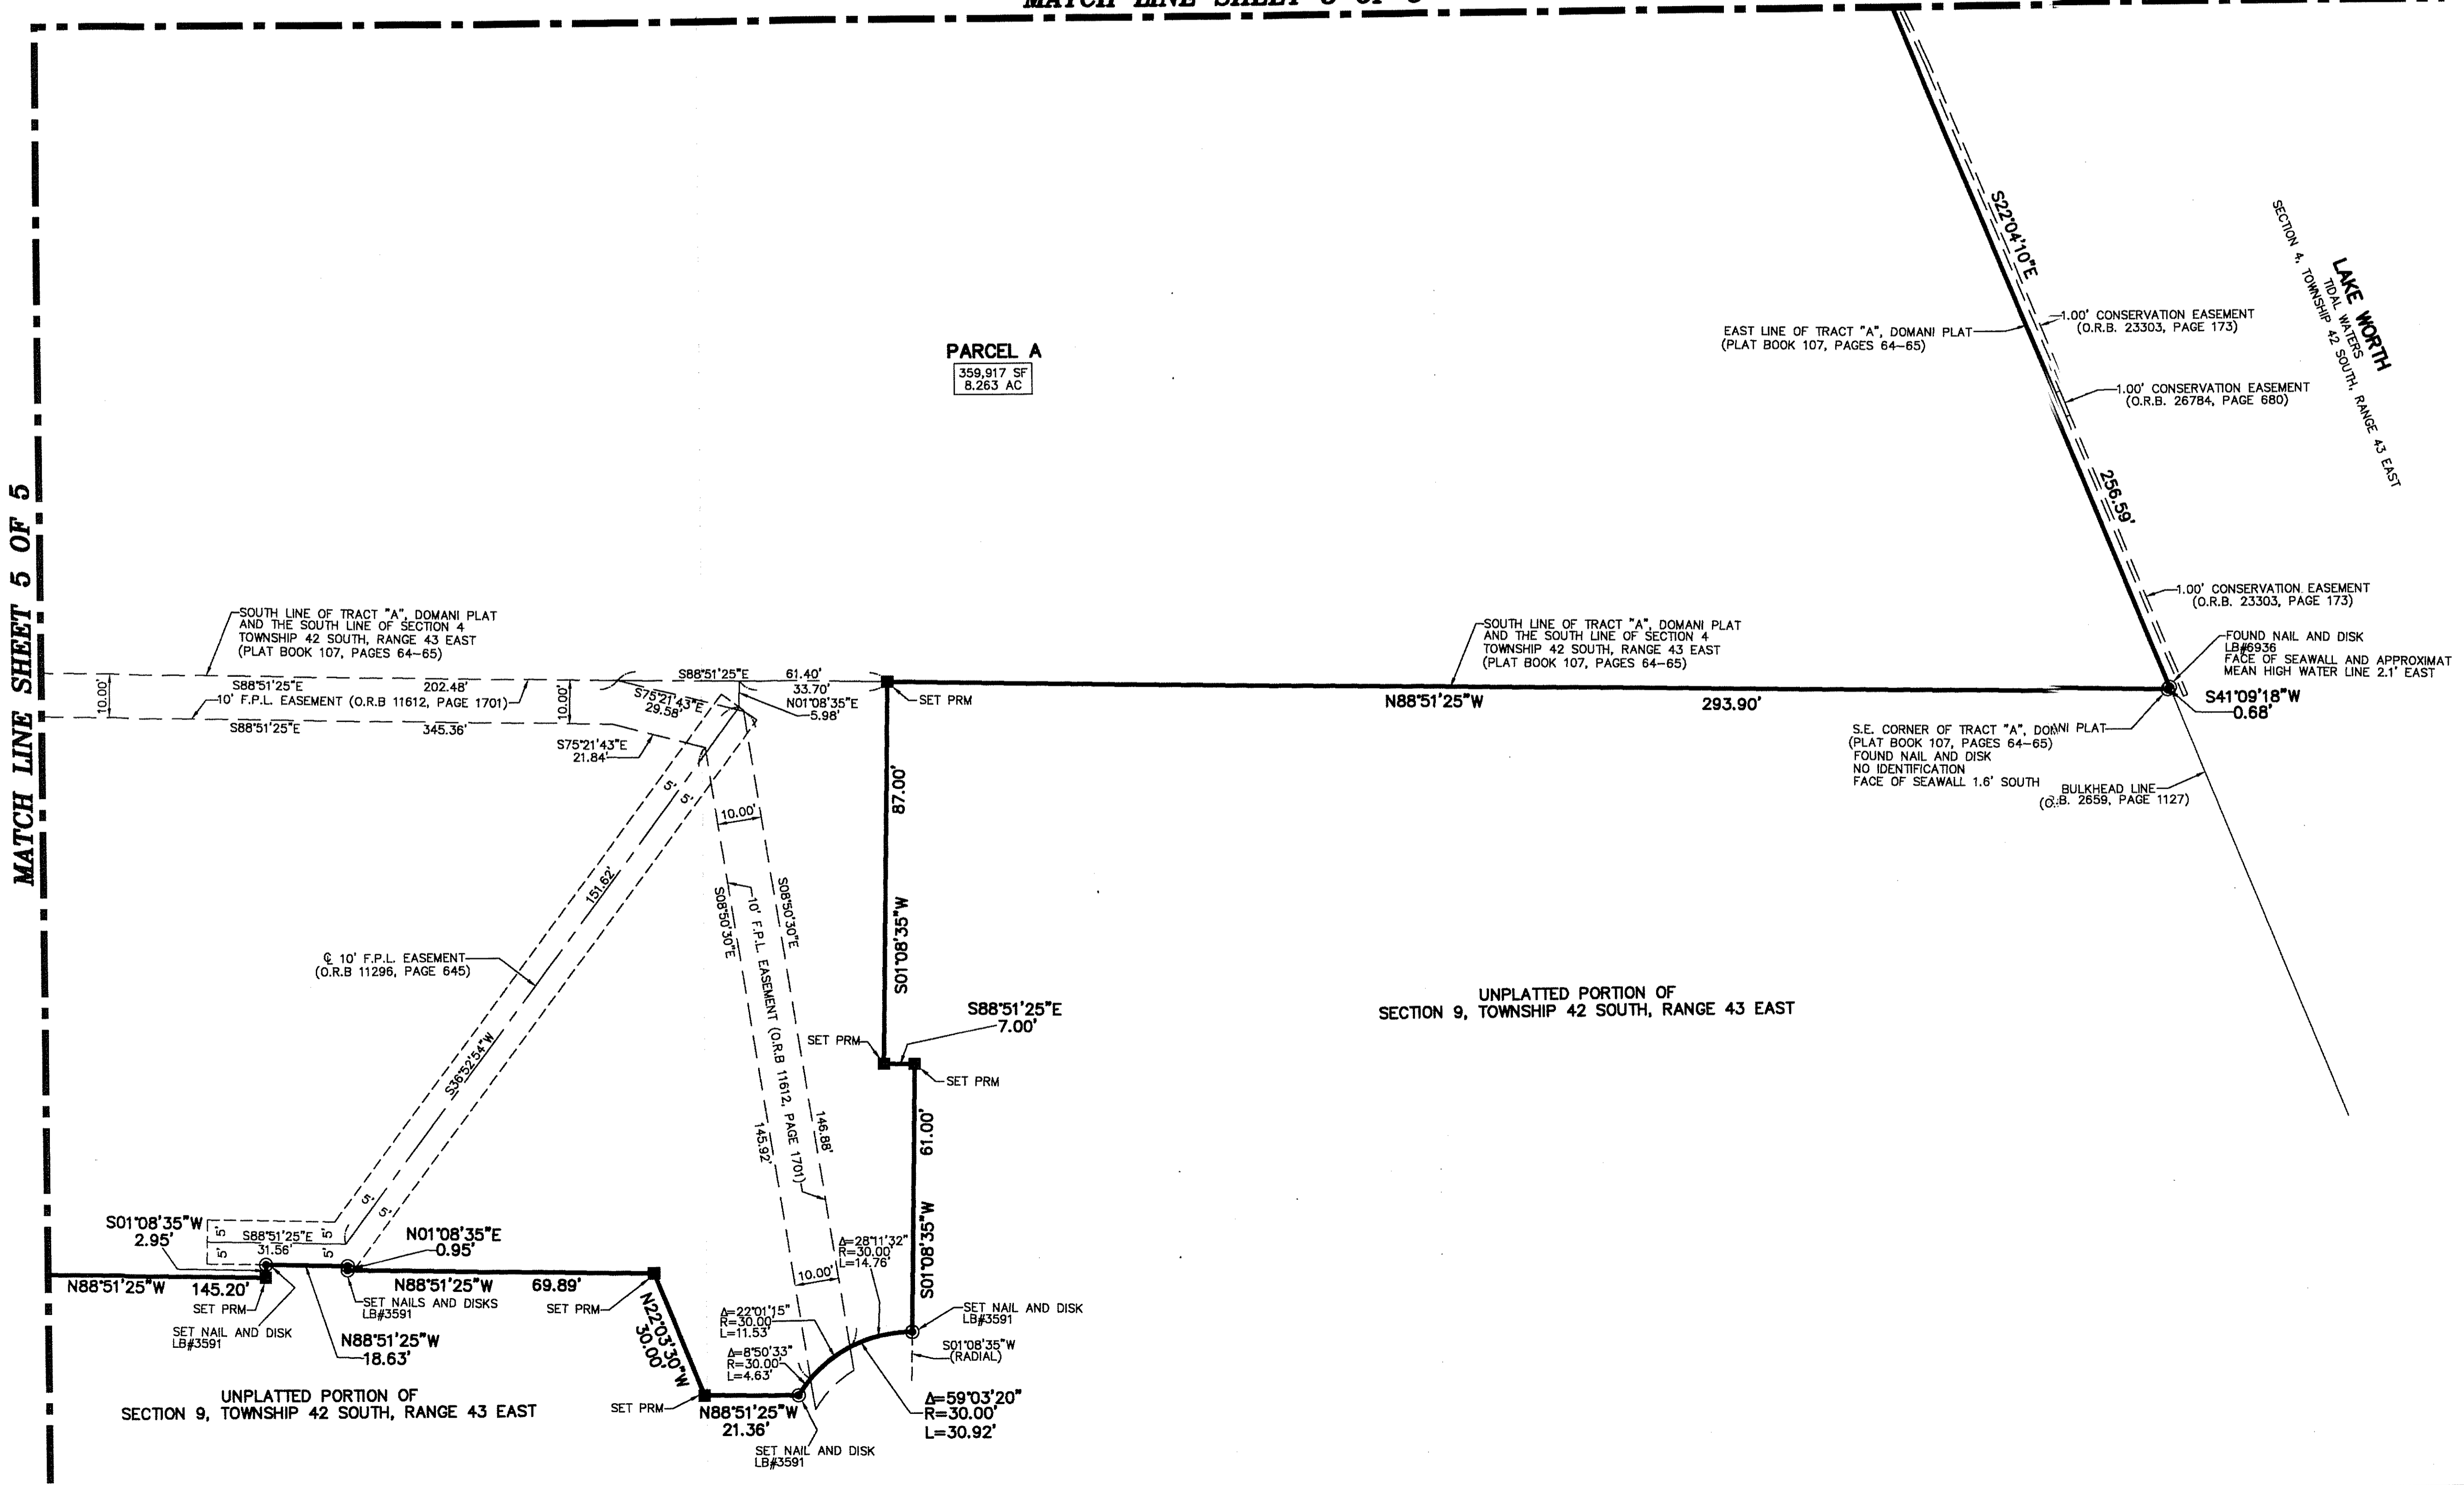 MATCH LINE SHEET
MATCH LINE SHEET 5 OF 5
S22°04'10"E
LAKE WORTH
TIDAL WATERS
SECTION 4, TOWNSHIP 42 SOUTH, RANGE 43 EAST
EAST LINE OF TRACT "A", DOMANI PLAT
(PLAT BOOK 107, PAGES 64-65)
1.00' CONSERVATION EASEMENT
(O.R.B. 23303, PAGE 173)
1.00' CONSERVATION EASEMENT
(O.R.B. 26784, PAGE 680)
PARCEL A
359,917 SF
8.263 AC
256.59'
1.00' CONSERVATION EASEMENT
(O.R.B. 23303, PAGE 173)
FOUND NAIL AND DISK
LB#6936
FACE OF SEAWALL AND APPROXIMAT
MEAN HIGH WATER LINE 2.1' EAST
S41°09'18"W
0.68'
SOUTH LINE OF TRACT "A", DOMANI PLAT
AND THE SOUTH LINE OF SECTION 4
TOWNSHIP 42 SOUTH, RANGE 43 EAST
(PLAT BOOK 107, PAGES 64-65)
SOUTH LINE OF TRACT "A", DOMANI PLAT
AND THE SOUTH LINE OF SECTION 4
TOWNSHIP 42 SOUTH, RANGE 43 EAST
(PLAT BOOK 107, PAGES 64-65)
N88°51'25"W 293.90'
S.E. CORNER OF TRACT "A", DOMANI PLAT
(PLAT BOOK 107, PAGES 64-65)
FOUND NAIL AND DISK
NO IDENTIFICATION
FACE OF SEAWALL 1.6' SOUTH
BULKHEAD LINE
(O.R.B. 2659, PAGE 1127)
10.00'
S88°51'25"E 202.48'
10' F.P.L. EASEMENT (O.R.B 11612, PAGE 1701)
10.00'
S88°51'25"E 345.36'
S88°51'25"E 61.40'
33.70'
N01°08'35"E
5.98'
S75°21'43"E
29.58'
S75°21'43"E
21.84'
SET PRM
87.00'
S01°08'35"W
5' 5'
151.62'
S36°52'54"W
℄ 10' F.P.L. EASEMENT
(O.R.B 11296, PAGE 645)
10.00'
S08°50'30"E
145.92'
10' F.P.L. EASEMENT (O.R.B 11612, PAGE 1701)
S08°50'30"E
146.88'
S88°51'25"E
7.00'
SET PRM
SET PRM
61.00'
S01°08'35"W
UNPLATTED PORTION OF
SECTION 9, TOWNSHIP 42 SOUTH, RANGE 43 EAST
S01°08'35"W
2.95'
5' 5'
S88°51'25"E
31.56'
5' 5'
5' 5'
N01°08'35"E
0.95'
N88°51'25"W 145.20'
SET PRM
SET NAIL AND DISK
LB#3591
N88°51'25"W 69.89'
SET NAILS AND DISKS
LB#3591
N88°51'25"W
18.63'
SET PRM
N22°03'30"W
30.00'
Δ=28°11'32"
R=30.00'
L=14.76'
10.00'
Δ=22°01'15"
R=30.00'
L=11.53'
Δ=8°50'33"
R=30.00'
L=4.63'
SET NAIL AND DISK
LB#3591
S01°08'35"W
(RADIAL)
Δ=59°03'20"
R=30.00'
L=30.92'
SET PRM
N88°51'25"W
21.36'
SET NAIL AND DISK
LB#3591
UNPLATTED PORTION OF
SECTION 9, TOWNSHIP 42 SOUTH, RANGE 43 EAST